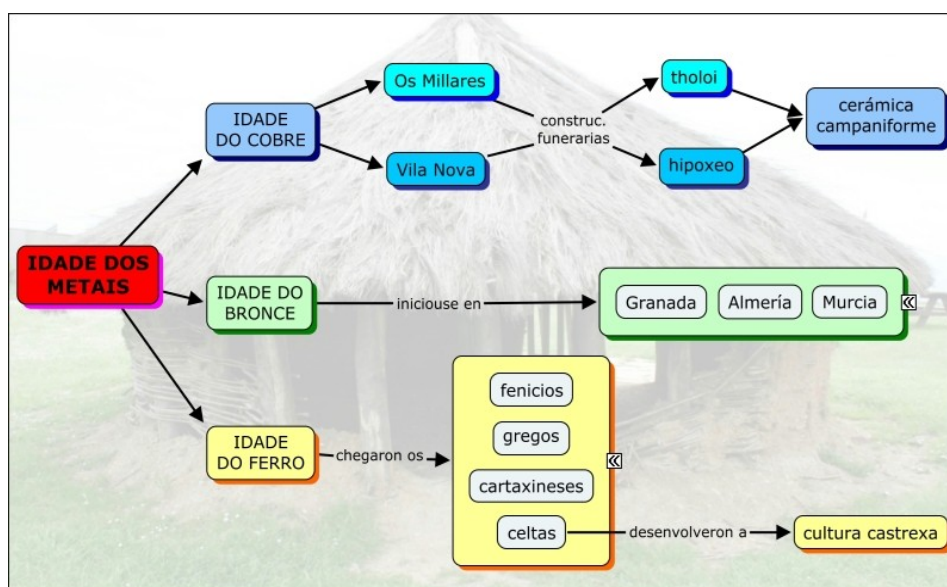 IDADE DOS
METAIS
IDADE
DO COBRE
Os Millares
Vila Nova
construc.
funerarias
tholoi
hipoxeo
cerámica
campaniforme
IDADE DO
BRONCE
iniciouse en
Granada
Almería
Murcia
IDADE
DO FERRO
chegaron os
fenicios
gregos
cartaxineses
celtas
desenvolveron a
cultura castrexa